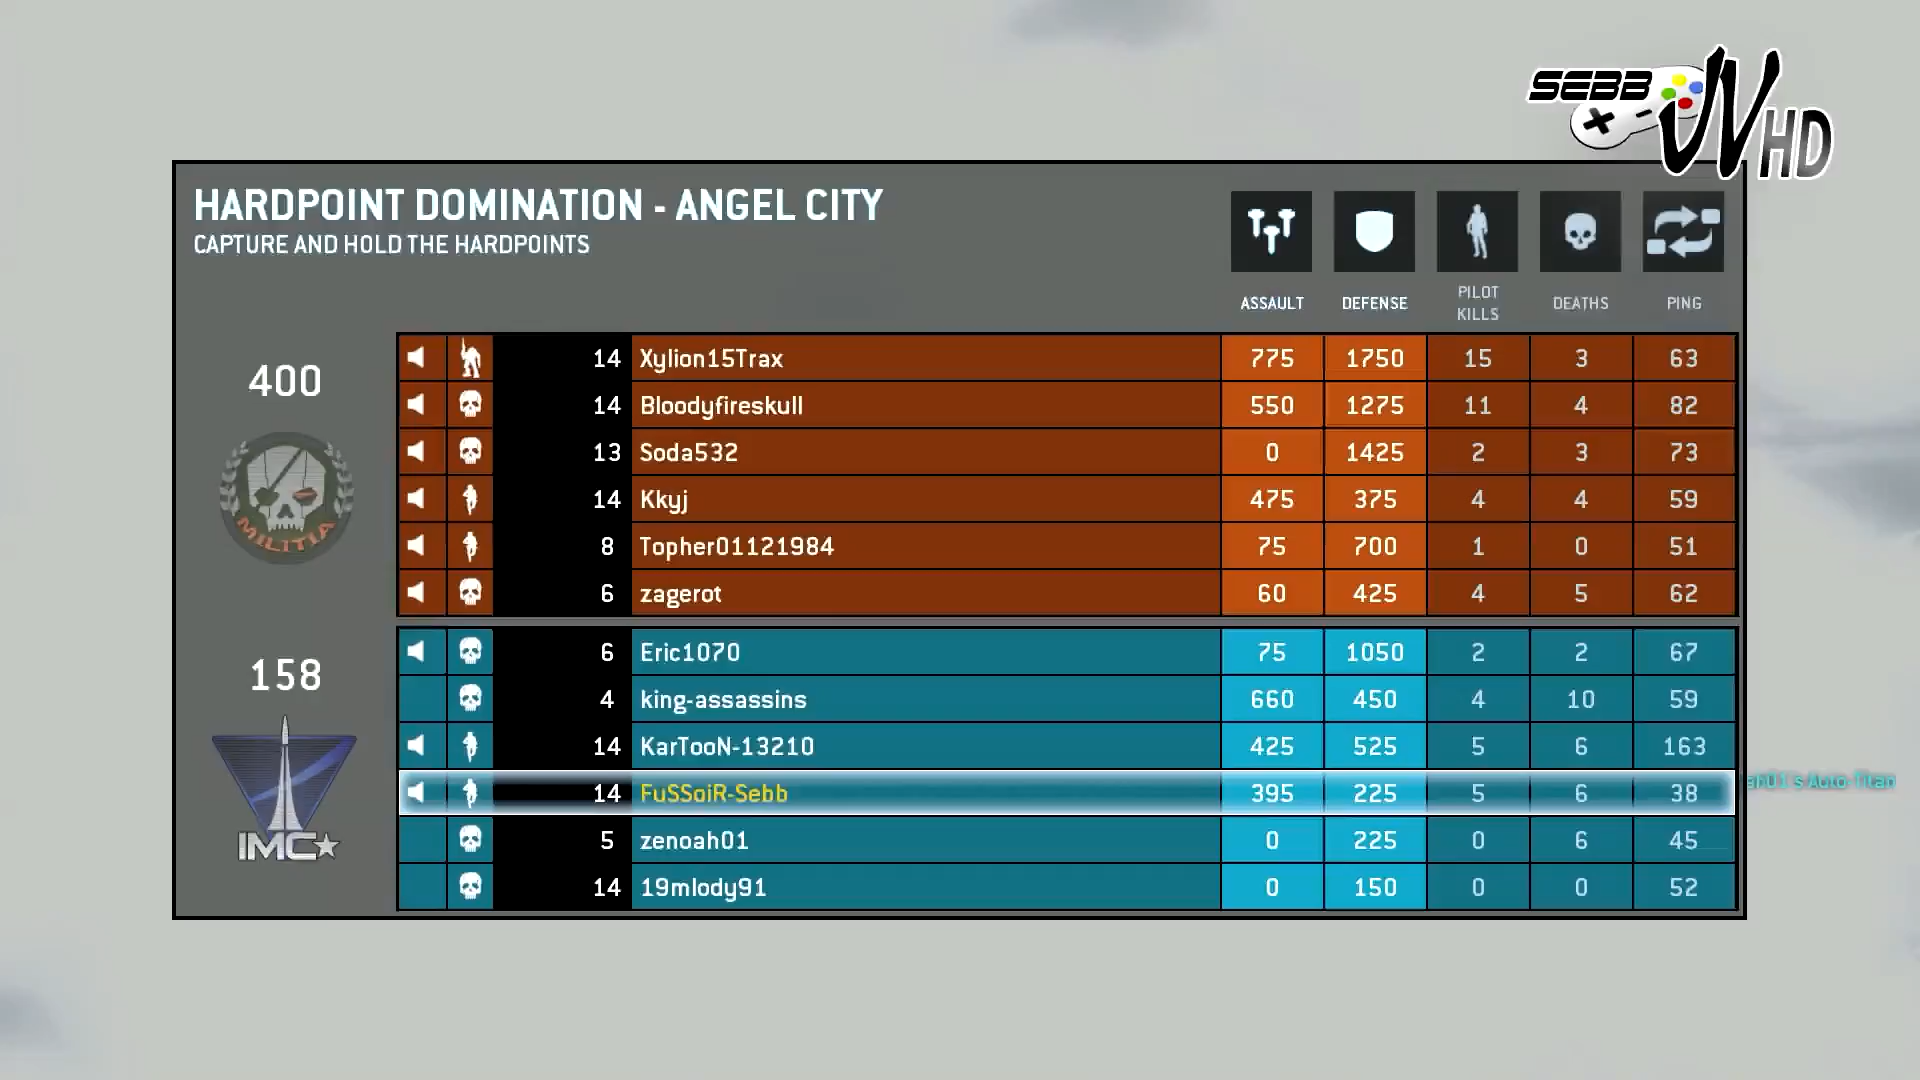 SEBB W HD
HARDPOINT DOMINATION - ANGEL CITY
CAPTURE AND HOLD THE HARDPOINTS
ASSAULT DEFENSE PILOT KILLS DEATHS PING
400
MILITIA
14 Xylion15Trax 775 1750 15 3 63
14 Bloodyfireskull 550 1275 11 4 82
13 Soda532 0 1425 2 3 73
14 Kkyj 475 375 4 4 59
8 Topher01121984 75 700 1 0 51
6 zagerot 60 425 4 5 62
158
IMC
6 Eric1070 75 1050 2 2 67
4 king-assassins 660 450 4 10 59
14 KarTooN-13210 425 525 5 6 163
14 FuSSoiR-Sebb 395 225 5 6 38
5 zenoah01 0 225 0 6 45
14 19mlody91 0 150 0 0 52
ah01's Auto-Titan